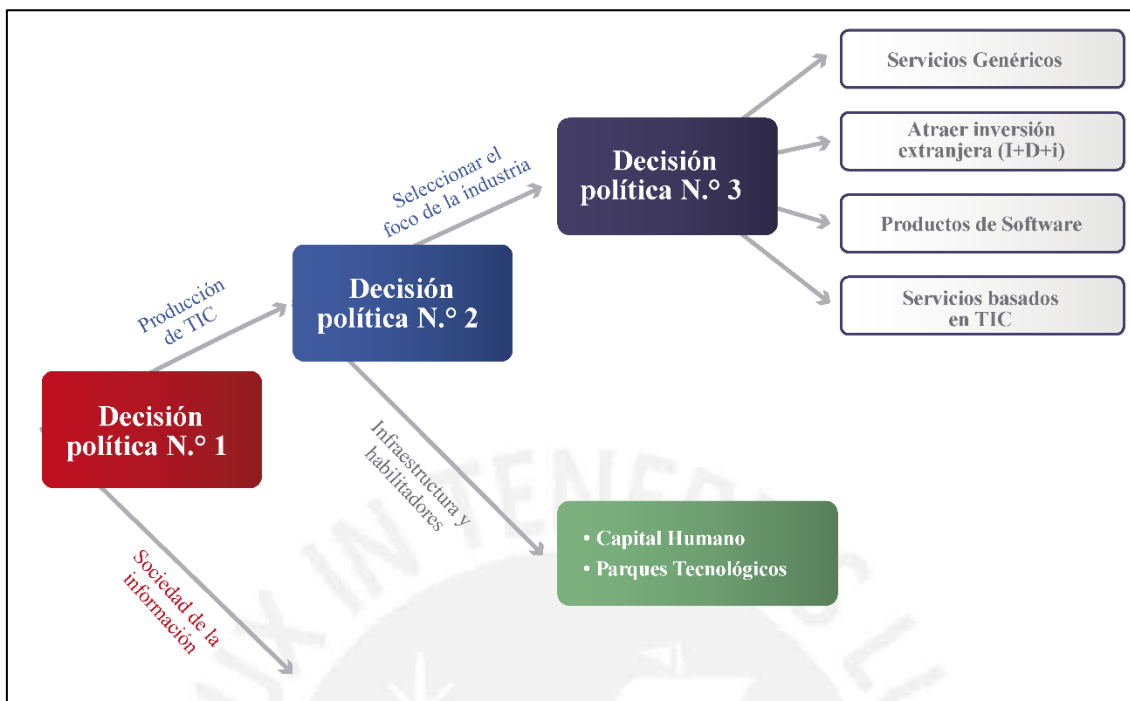 Servicios Genéricos
Atraer inversión
extranjera (I+D+i)
Productos de Software
Servicios basados
en TIC
Decisión
política N.° 3
Seleccionar el
foco de la industria
Decisión
política N.° 2
Producción
de TIC
Decisión
política N.° 1
Infraestructura y
habilitadores
• Capital Humano
• Parques Tecnológicos
Sociedad de la
información